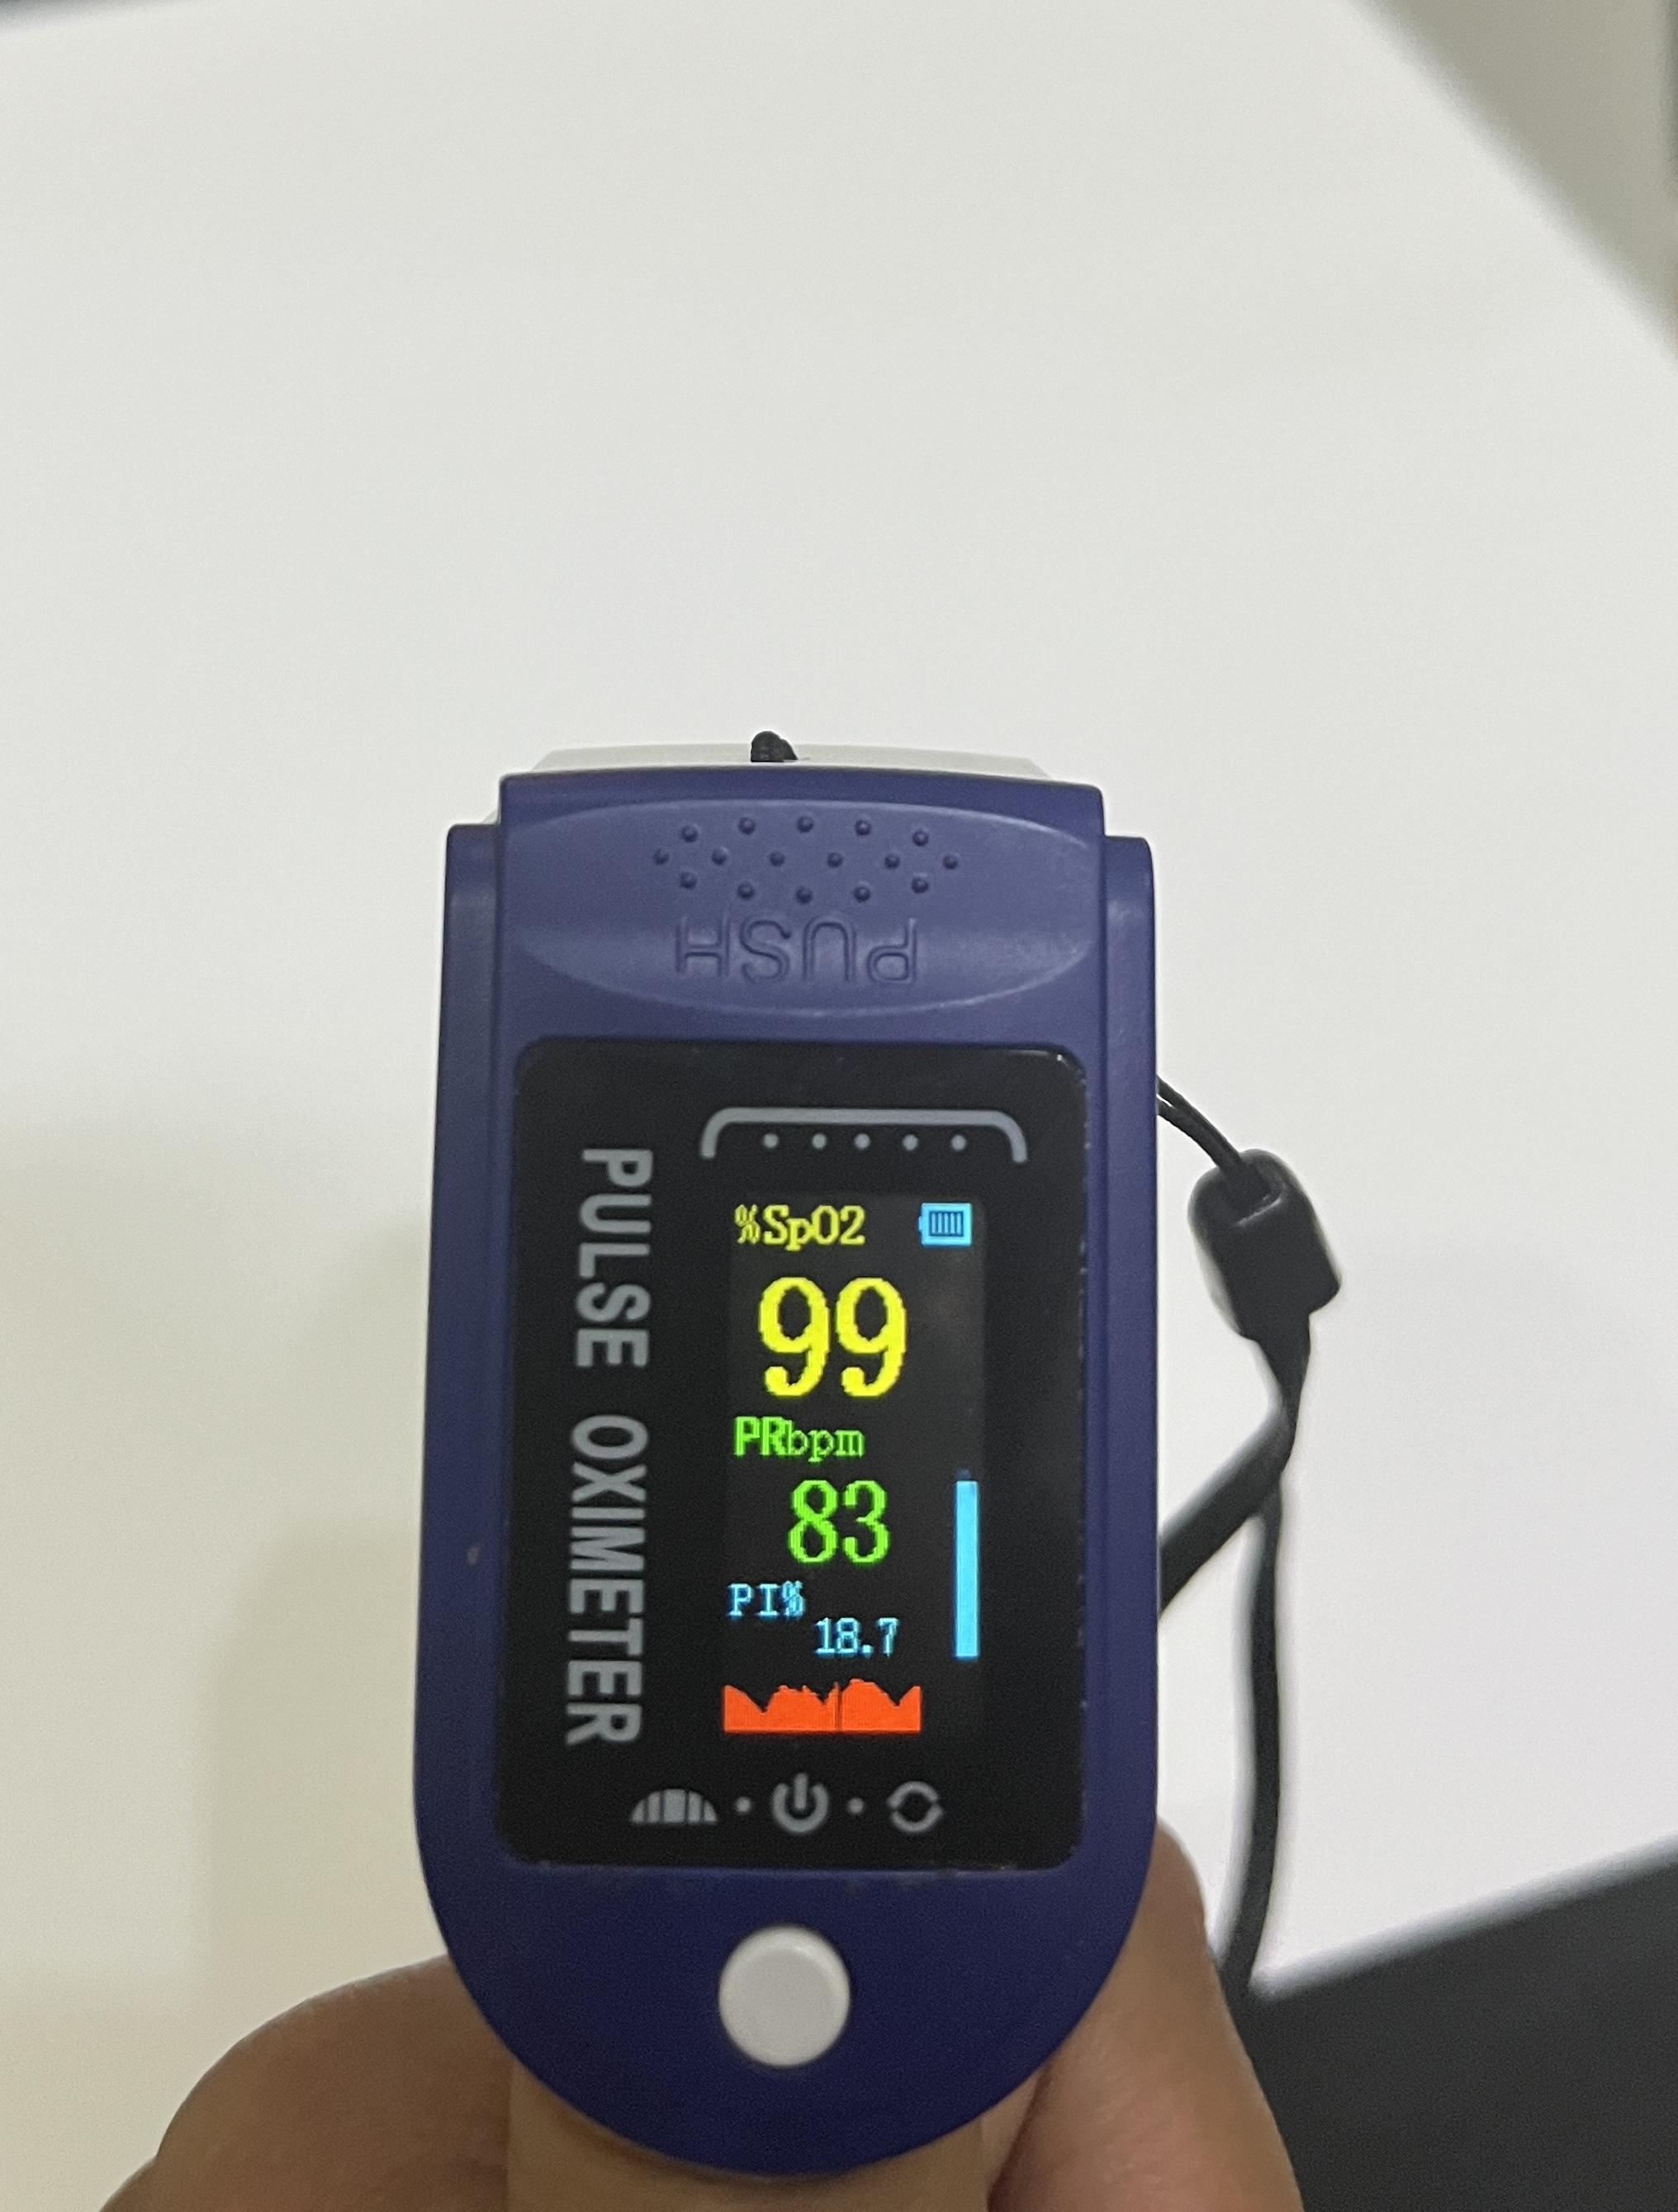 PUSH
PULSE OXIMETER
%SpO2
99
PRbpm
83
PI%
18.7